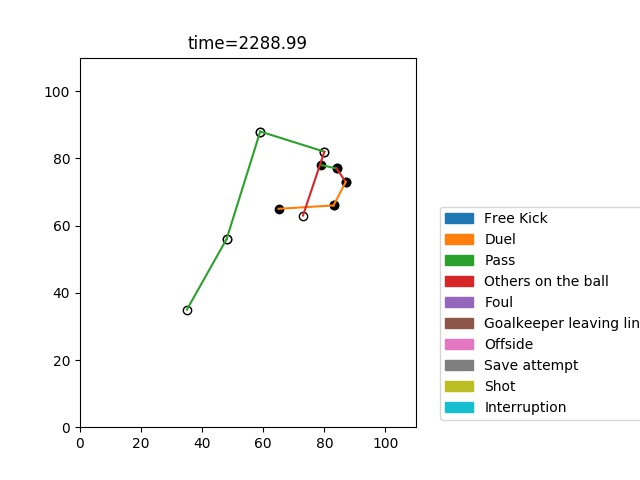 time=2288.99
100
80
60
40
20
0
0 20 40 60 80 100
Free Kick
Duel
Pass
Others on the ball
Foul
Goalkeeper leaving lin
Offside
Save attempt
Shot
Interruption